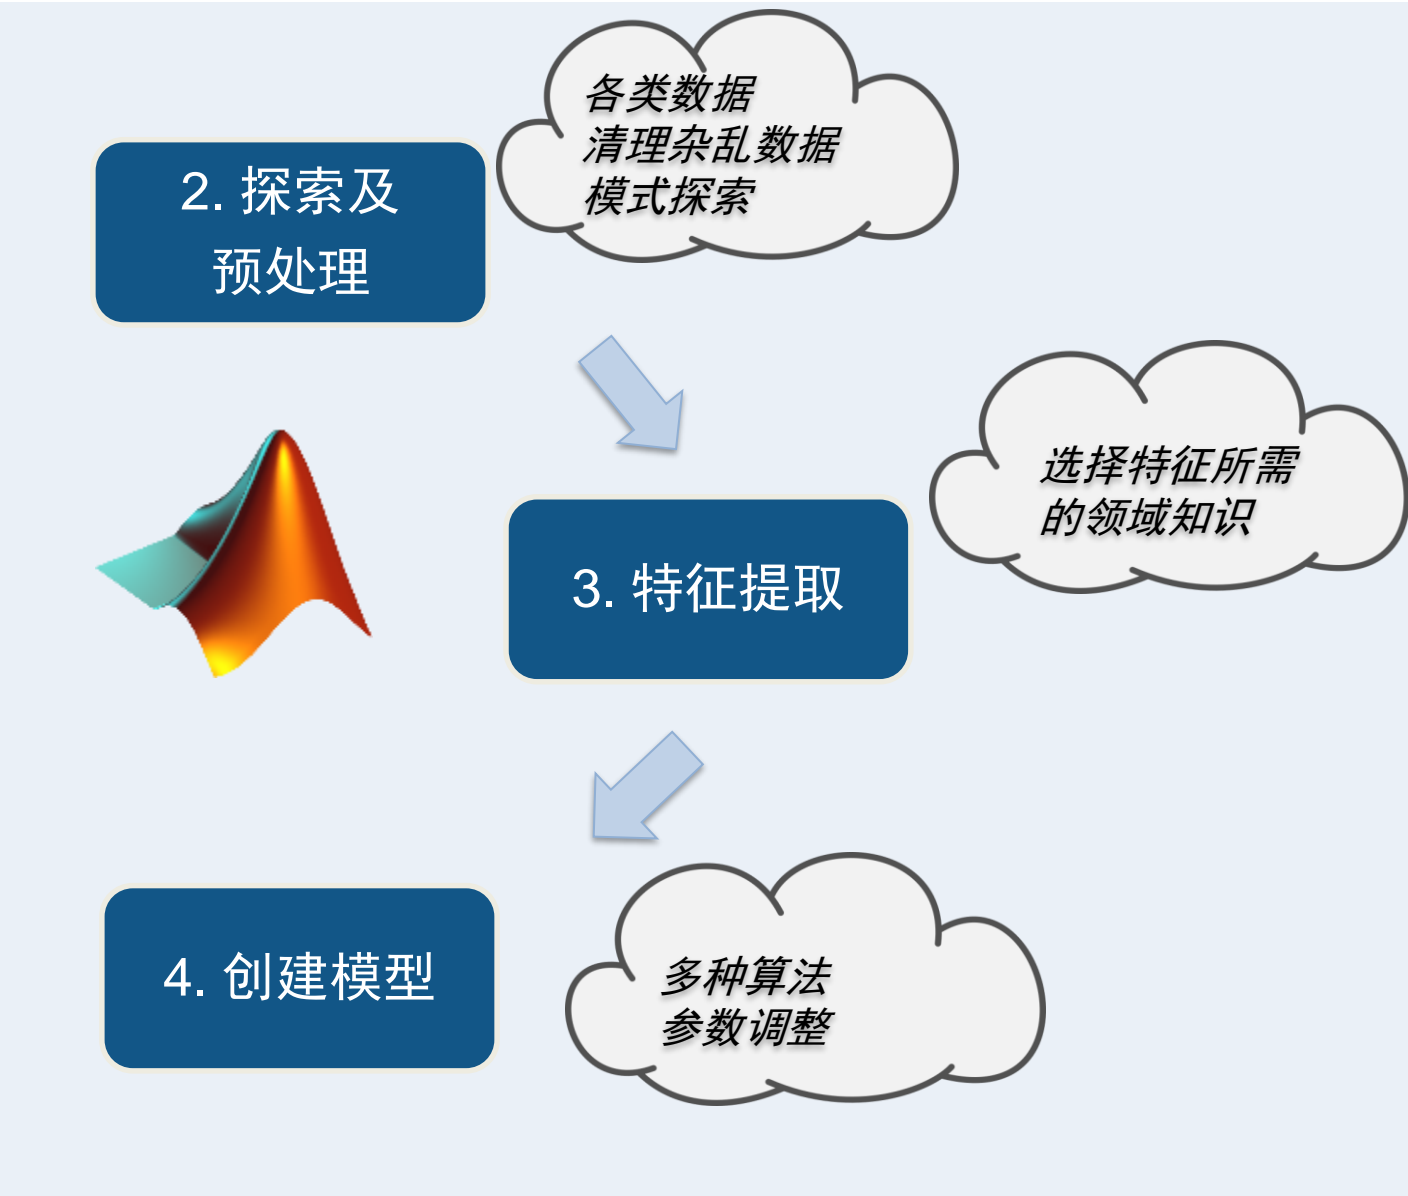 各类数据
清理杂乱数据
模式探索
2. 探索及
预处理
选择特征所需
的领域知识
3. 特征提取
4. 创建模型
多种算法
参数调整